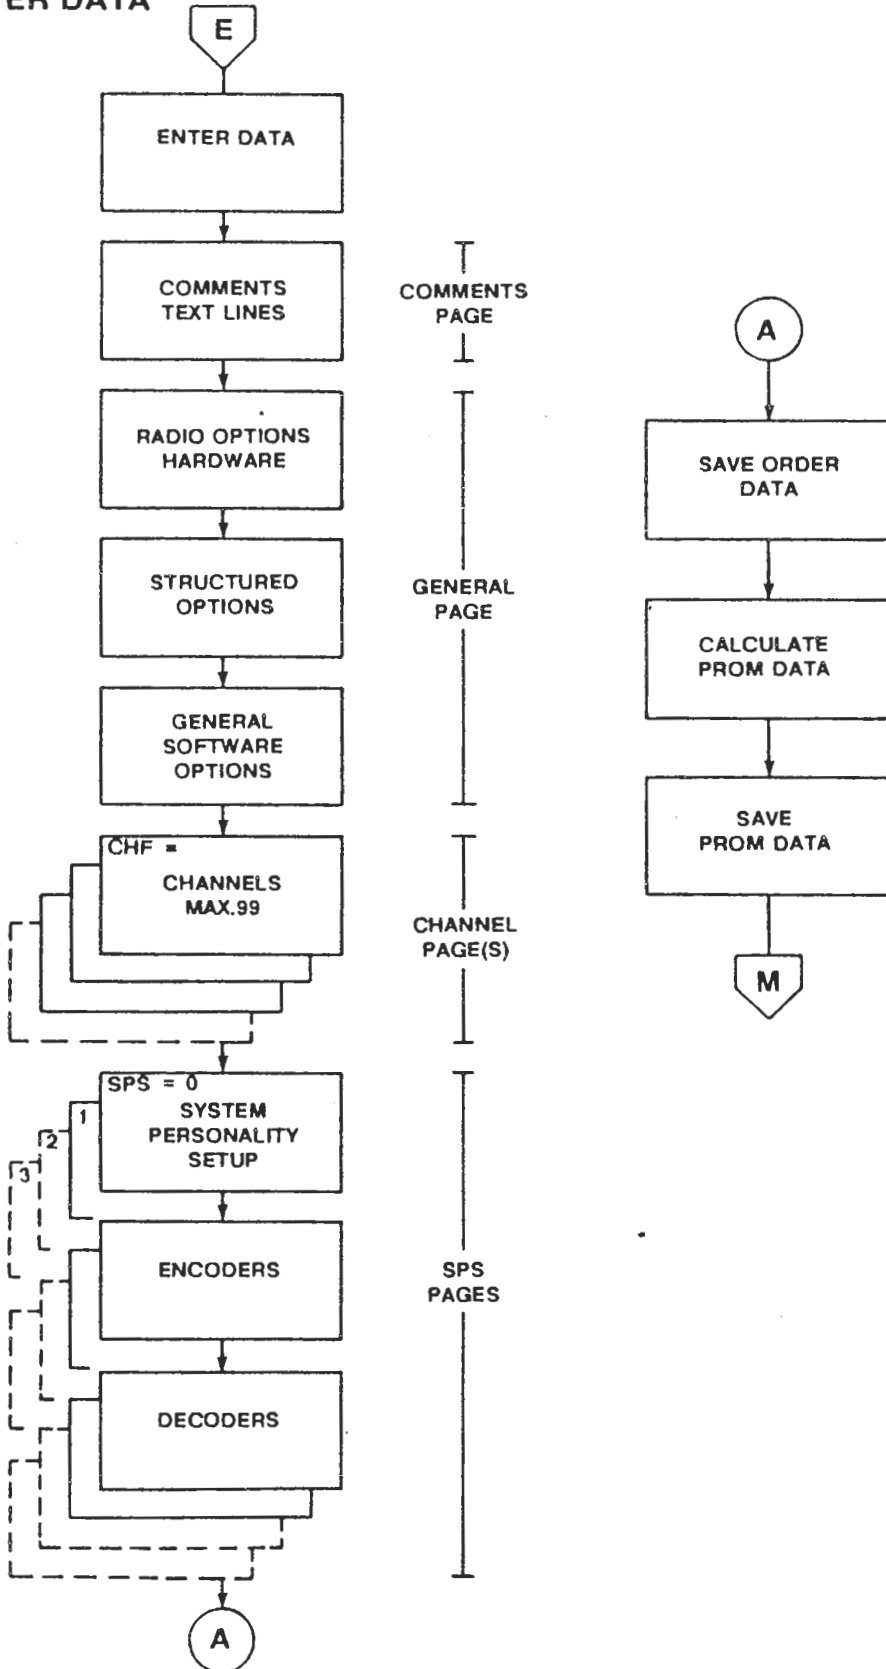 ER DATA
E
ENTER DATA
COMMENTS
TEXT LINES
COMMENTS
PAGE
RADIO OPTIONS
HARDWARE
STRUCTURED
OPTIONS
GENERAL
SOFTWARE
OPTIONS
GENERAL
PAGE
CHF =
CHANNELS
MAX.99
CHANNEL
PAGE(S)
SPS = 0
1
2
3
SYSTEM
PERSONALITY
SETUP
ENCODERS
DECODERS
SPS
PAGES
A
A
SAVE ORDER
DATA
CALCULATE
PROM DATA
SAVE
PROM DATA
M